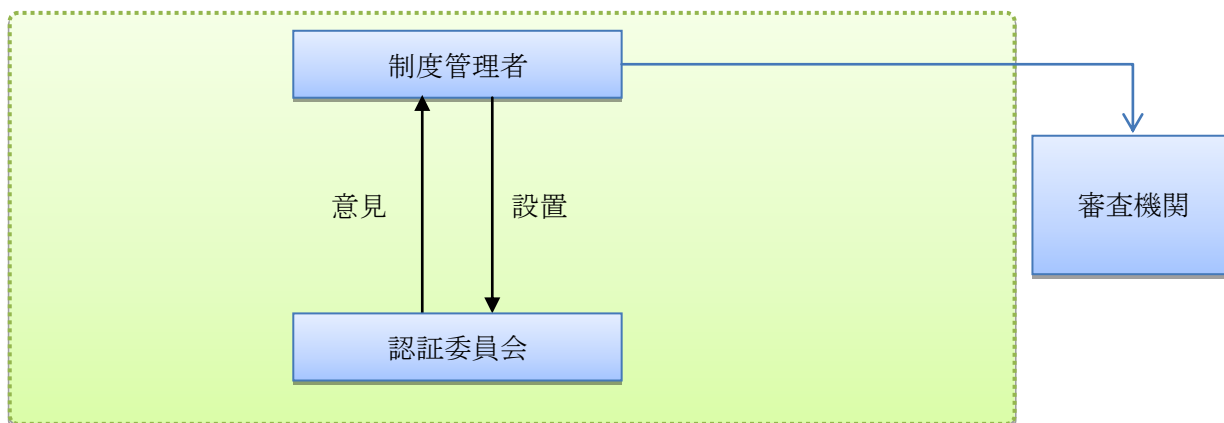 制度管理者
意見
設置
審査機関
認証委員会